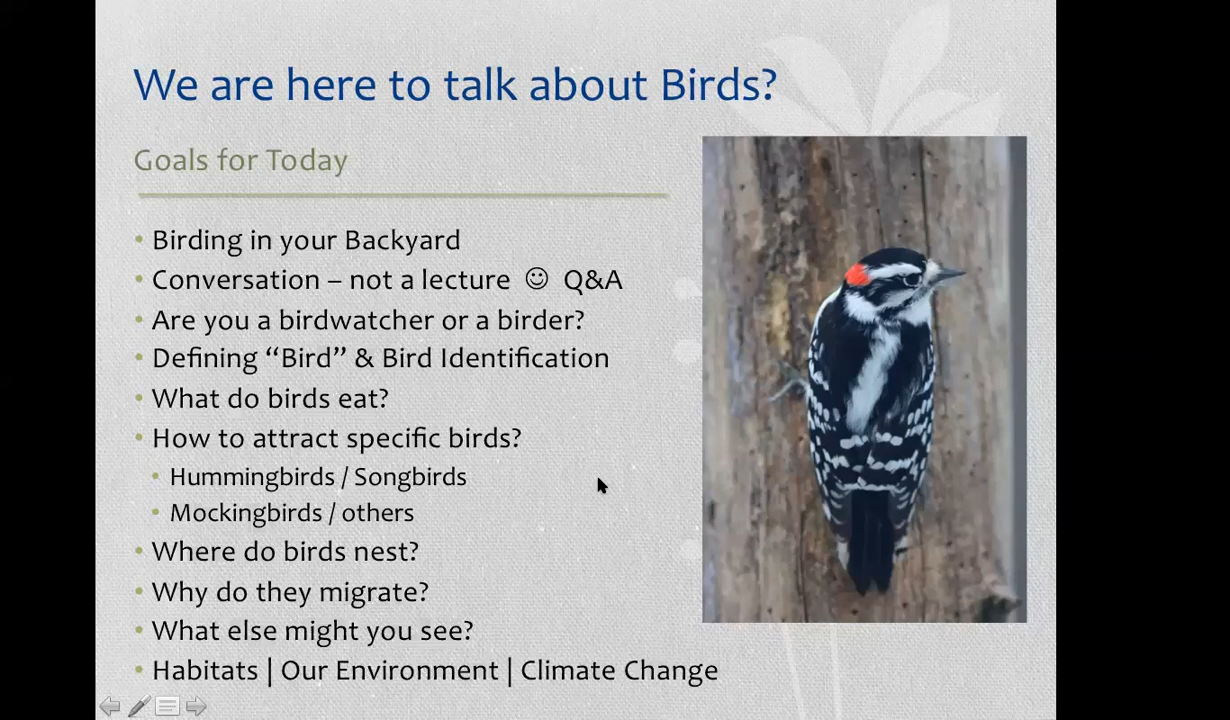 We are here to talk about Birds?
Goals for Today
• Birding in your Backyard
• Conversation – not a lecture ☺ Q&A
• Are you a birdwatcher or a birder?
• Defining “Bird” & Bird Identification
• What do birds eat?
• How to attract specific birds?
• Hummingbirds / Songbirds
• Mockingbirds / others
• Where do birds nest?
• Why do they migrate?
• What else might you see?
• Habitats | Our Environment | Climate Change